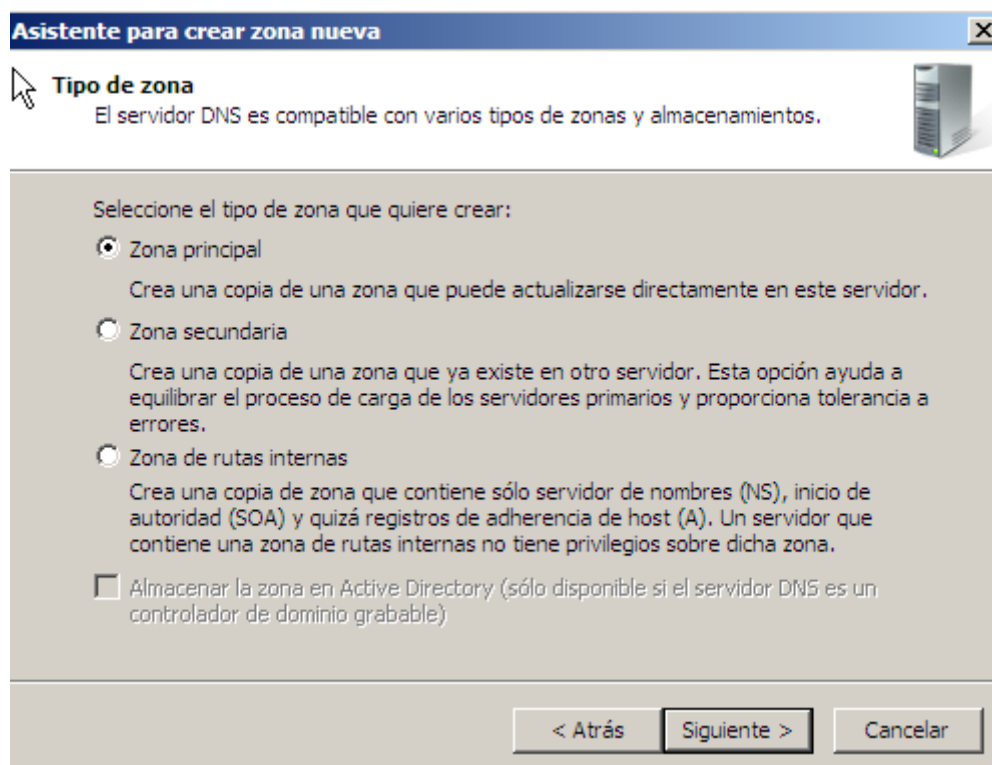 Asistente para crear zona nueva
Tipo de zona
El servidor DNS es compatible con varios tipos de zonas y almacenamientos.
Seleccione el tipo de zona que quiere crear:
Zona principal
Crea una copia de una zona que puede actualizarse directamente en este servidor.
Zona secundaria
Crea una copia de una zona que ya existe en otro servidor. Esta opción ayuda a
equilibrar el proceso de carga de los servidores primarios y proporciona tolerancia a
errores.
Zona de rutas internas
Crea una copia de zona que contiene sólo servidor de nombres (NS), inicio de
autoridad (SOA) y quizá registros de adherencia de host (A). Un servidor que
contiene una zona de rutas internas no tiene privilegios sobre dicha zona.
Almacenar la zona en Active Directory (sólo disponible si el servidor DNS es un
controlador de dominio grabable)
< Atrás Siguiente > Cancelar